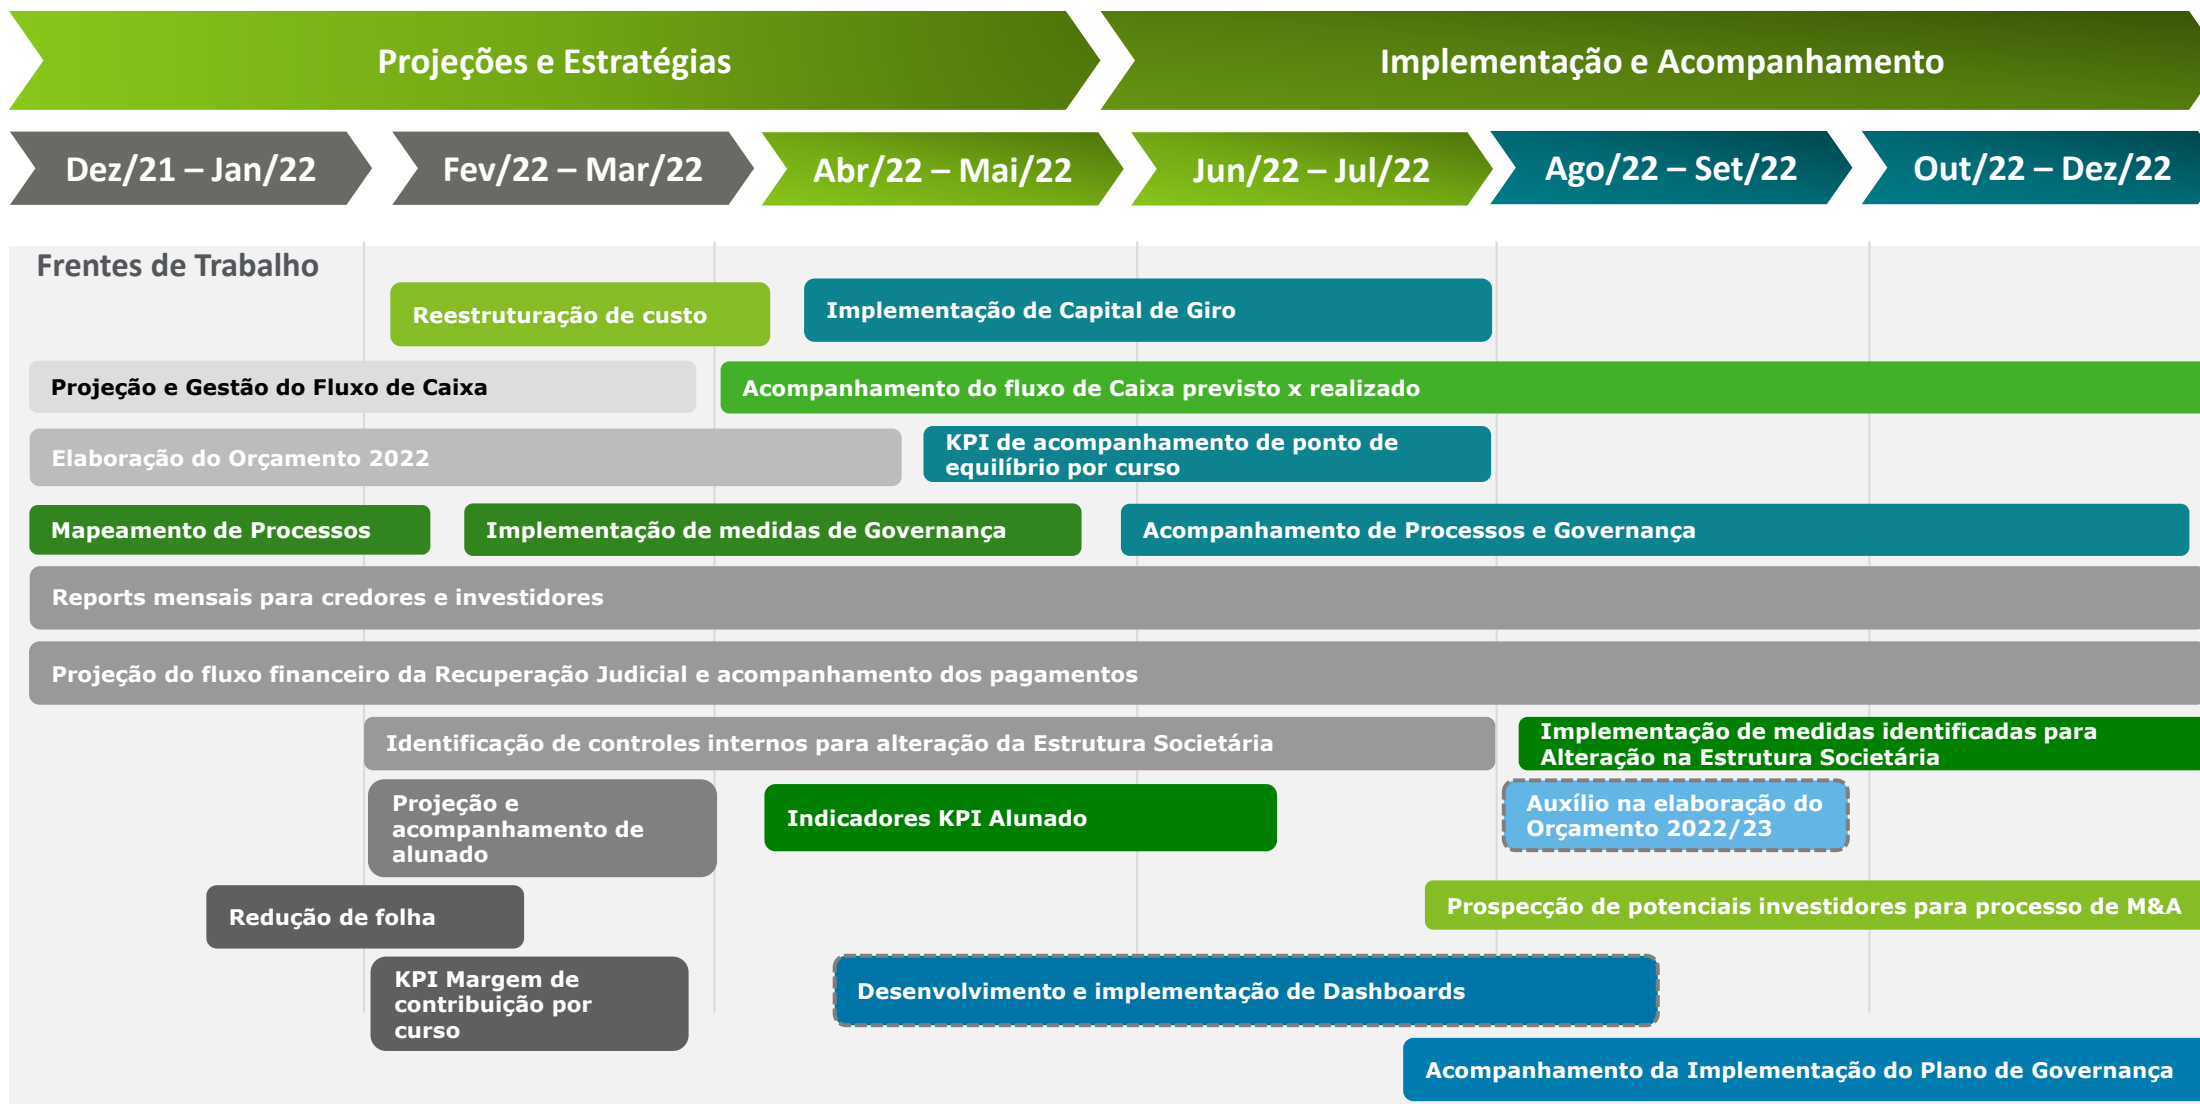 Projeções e Estratégias
Implementação e Acompanhamento
Dez/21 – Jan/22
Fev/22 – Mar/22
Abr/22 – Mai/22
Jun/22 – Jul/22
Ago/22 – Set/22
Out/22 – Dez/22
Frentes de Trabalho
Reestruturação de custo
Implementação de Capital de Giro
Projeção e Gestão do Fluxo de Caixa
Acompanhamento do fluxo de Caixa previsto x realizado
Elaboração do Orçamento 2022
KPI de acompanhamento de ponto de
equilíbrio por curso
Mapeamento de Processos
Implementação de medidas de Governança
Acompanhamento de Processos e Governança
Reports mensais para credores e investidores
Projeção do fluxo financeiro da Recuperação Judicial e acompanhamento dos pagamentos
Identificação de controles internos para alteração da Estrutura Societária
Implementação de medidas identificadas para
Alteração na Estrutura Societária
Projeção e
acompanhamento de
alunado
Indicadores KPI Alunado
Auxílio na elaboração do
Orçamento 2022/23
Redução de folha
Prospecção de potenciais investidores para processo de M&A
KPI Margem de
contribuição por
curso
Desenvolvimento e implementação de Dashboards
Acompanhamento da Implementação do Plano de Governança